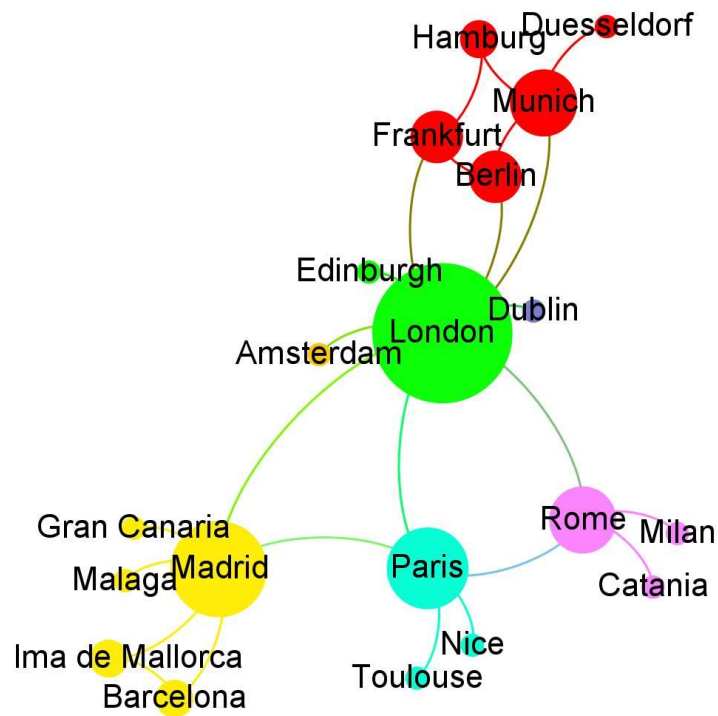 Duesseldorf
Hamburg
Munich
Frankfurt
Berlin
Edinburgh
Dublin
London
Amsterdam
Rome
Gran Canaria
Milan
Madrid
Paris
Malaga
Catania
Nice
Ima de Mallorca
Toulouse
Barcelona